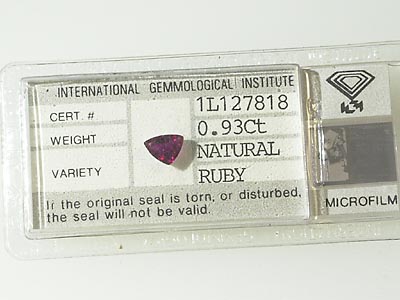 INTERNATIONAL GEMMOLOGICAL INSTITUTE
CERT. # 1L127818
WEIGHT 0.93Ct
NATURAL
VARIETY RUBY
If the original seal is torn, or disturbed,
the seal will not be valid.
MICROFILM